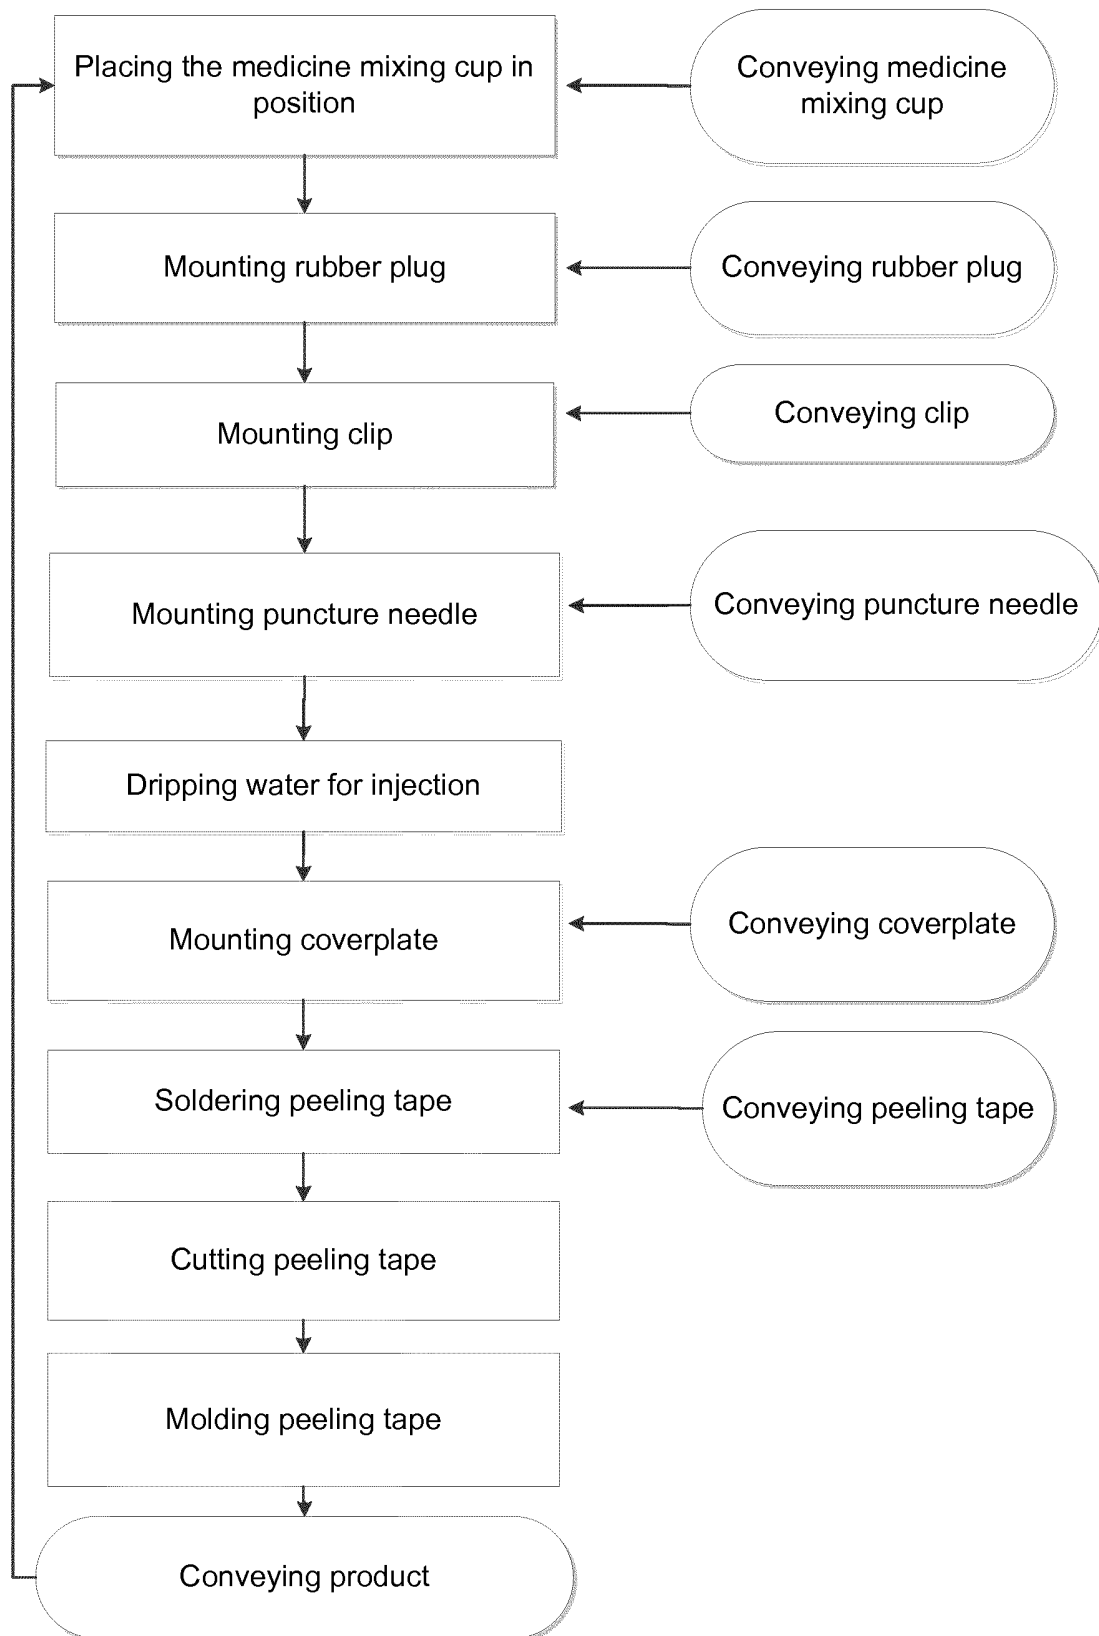 Placing the medicine mixing cup in
position
Conveying medicine
mixing cup
Mounting rubber plug
Conveying rubber plug
Mounting clip
Conveying clip
Mounting puncture needle
Conveying puncture needle
Dripping water for injection
Mounting coverplate
Conveying coverplate
Soldering peeling tape
Conveying peeling tape
Cutting peeling tape
Molding peeling tape
Conveying product